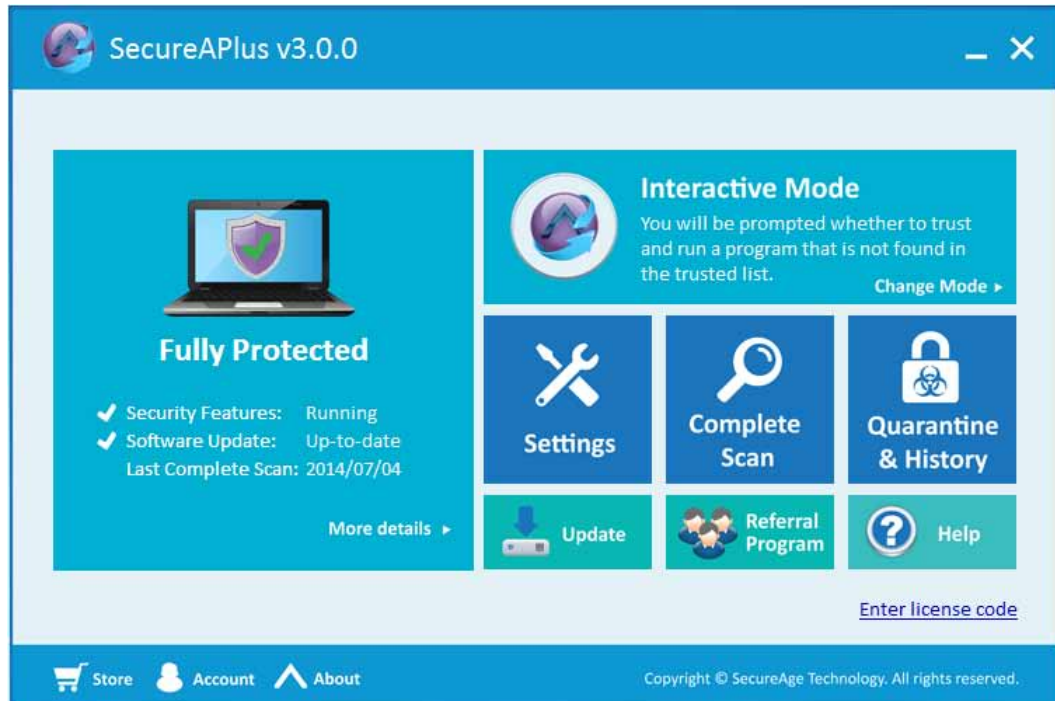 SecureAPlus v3.0.0
Fully Protected
Security Features: Running
Software Update: Up-to-date
Last Complete Scan: 2014/07/04
More details
Interactive Mode
You will be prompted whether to trust
and run a program that is not found in
the trusted list.
Change Mode
Settings
Complete
Scan
Quarantine
& History
Update
Referral
Program
Help
Enter license code
Store
Account
About
Copyright © SecureAge Technology. All rights reserved.